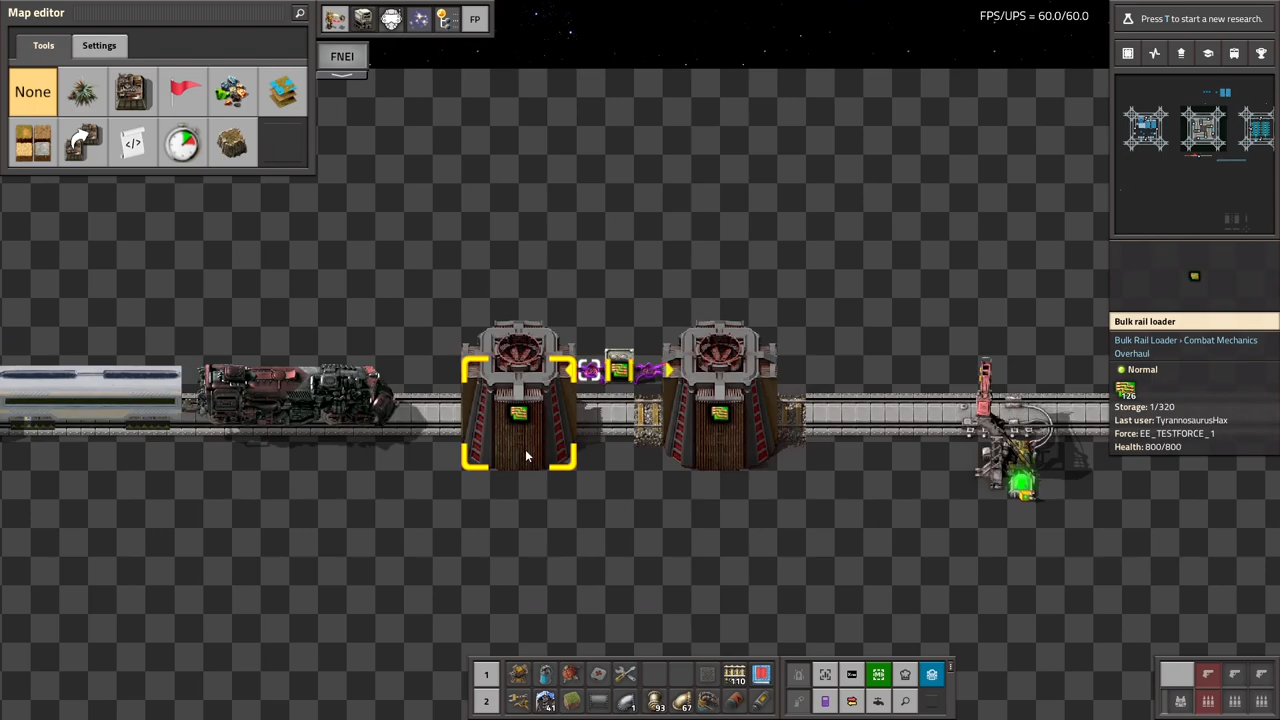 Map editor
Tools
Settings
None
FP
FNEI
FPS/UPS = 60.0/60.0
Press T to start a new research.
Bulk rail loader
Bulk Rail Loader › Combat Mechanics
Overhaul
Normal
126
Storage: 1/320
Last user: TyrannosaurusHax
Force: EE_TESTFORCE_1
Health: 800/800
1
110
2
41
1
93
67